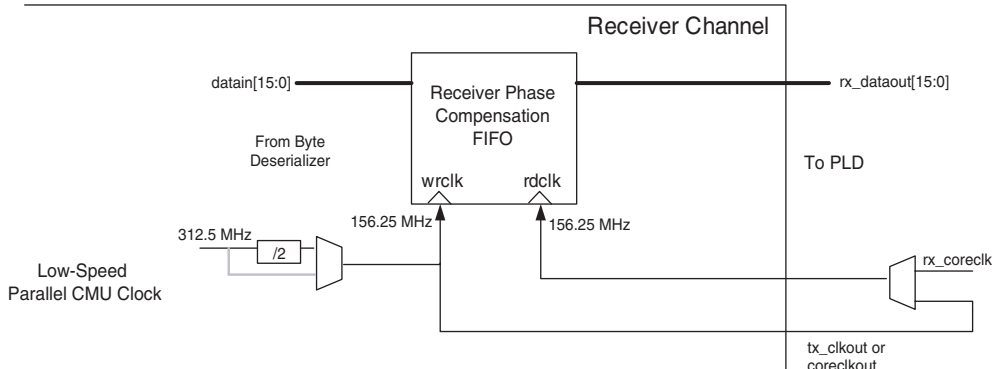 Receiver Channel
datain[15:0]
Receiver Phase
Compensation
FIFO
rx_dataout[15:0]
From Byte
Deserializer
To PLD
wrclk
rdclk
156.25 MHz
156.25 MHz
312.5 MHz
/2
Low-Speed
Parallel CMU Clock
rx_coreclk
tx_clkout or
coreclkout